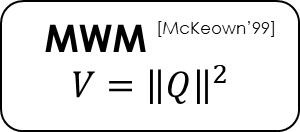 MWM [McKeown’99]
V = ‖Q‖²